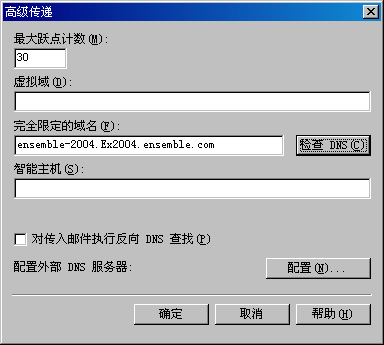 高级传递
最大跃点计数(M):
30
虚拟域(D):
完全限定的域名(F):
ensemble-2004.Ex2004.ensemble.com
检查 DNS(C)
智能主机(S):
对传入邮件执行反向 DNS 查找(P)
配置外部 DNS 服务器:
配置(N)...
确定
取消
帮助(H)